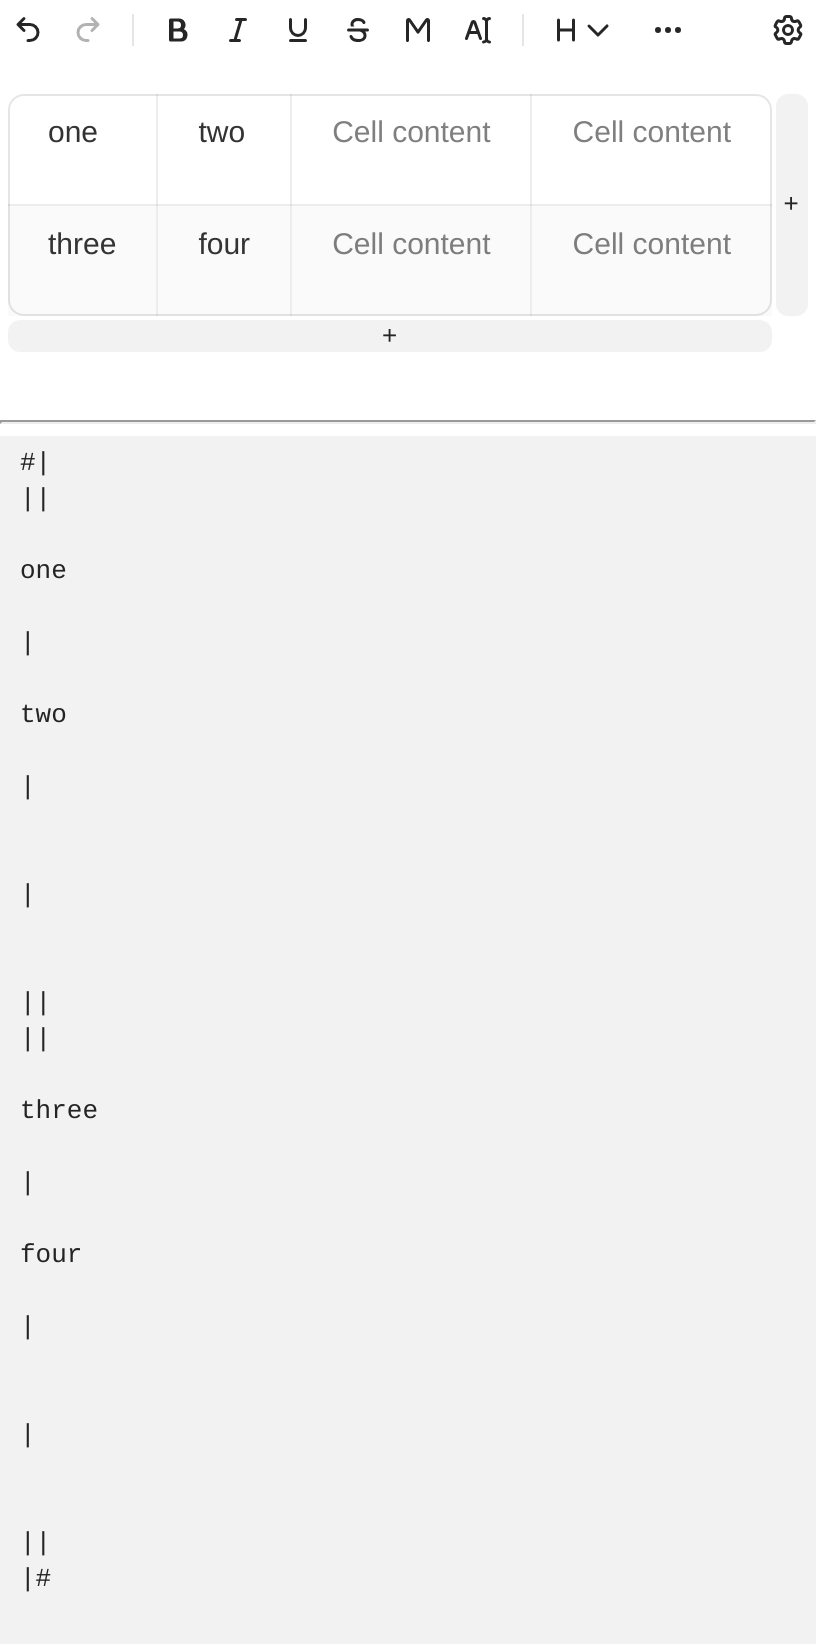 B I U S M AI H
one two Cell content Cell content
+
three four Cell content Cell content
+
#|
||
one
|
two
|
|
||
||
three
|
four
|
|
||
|#